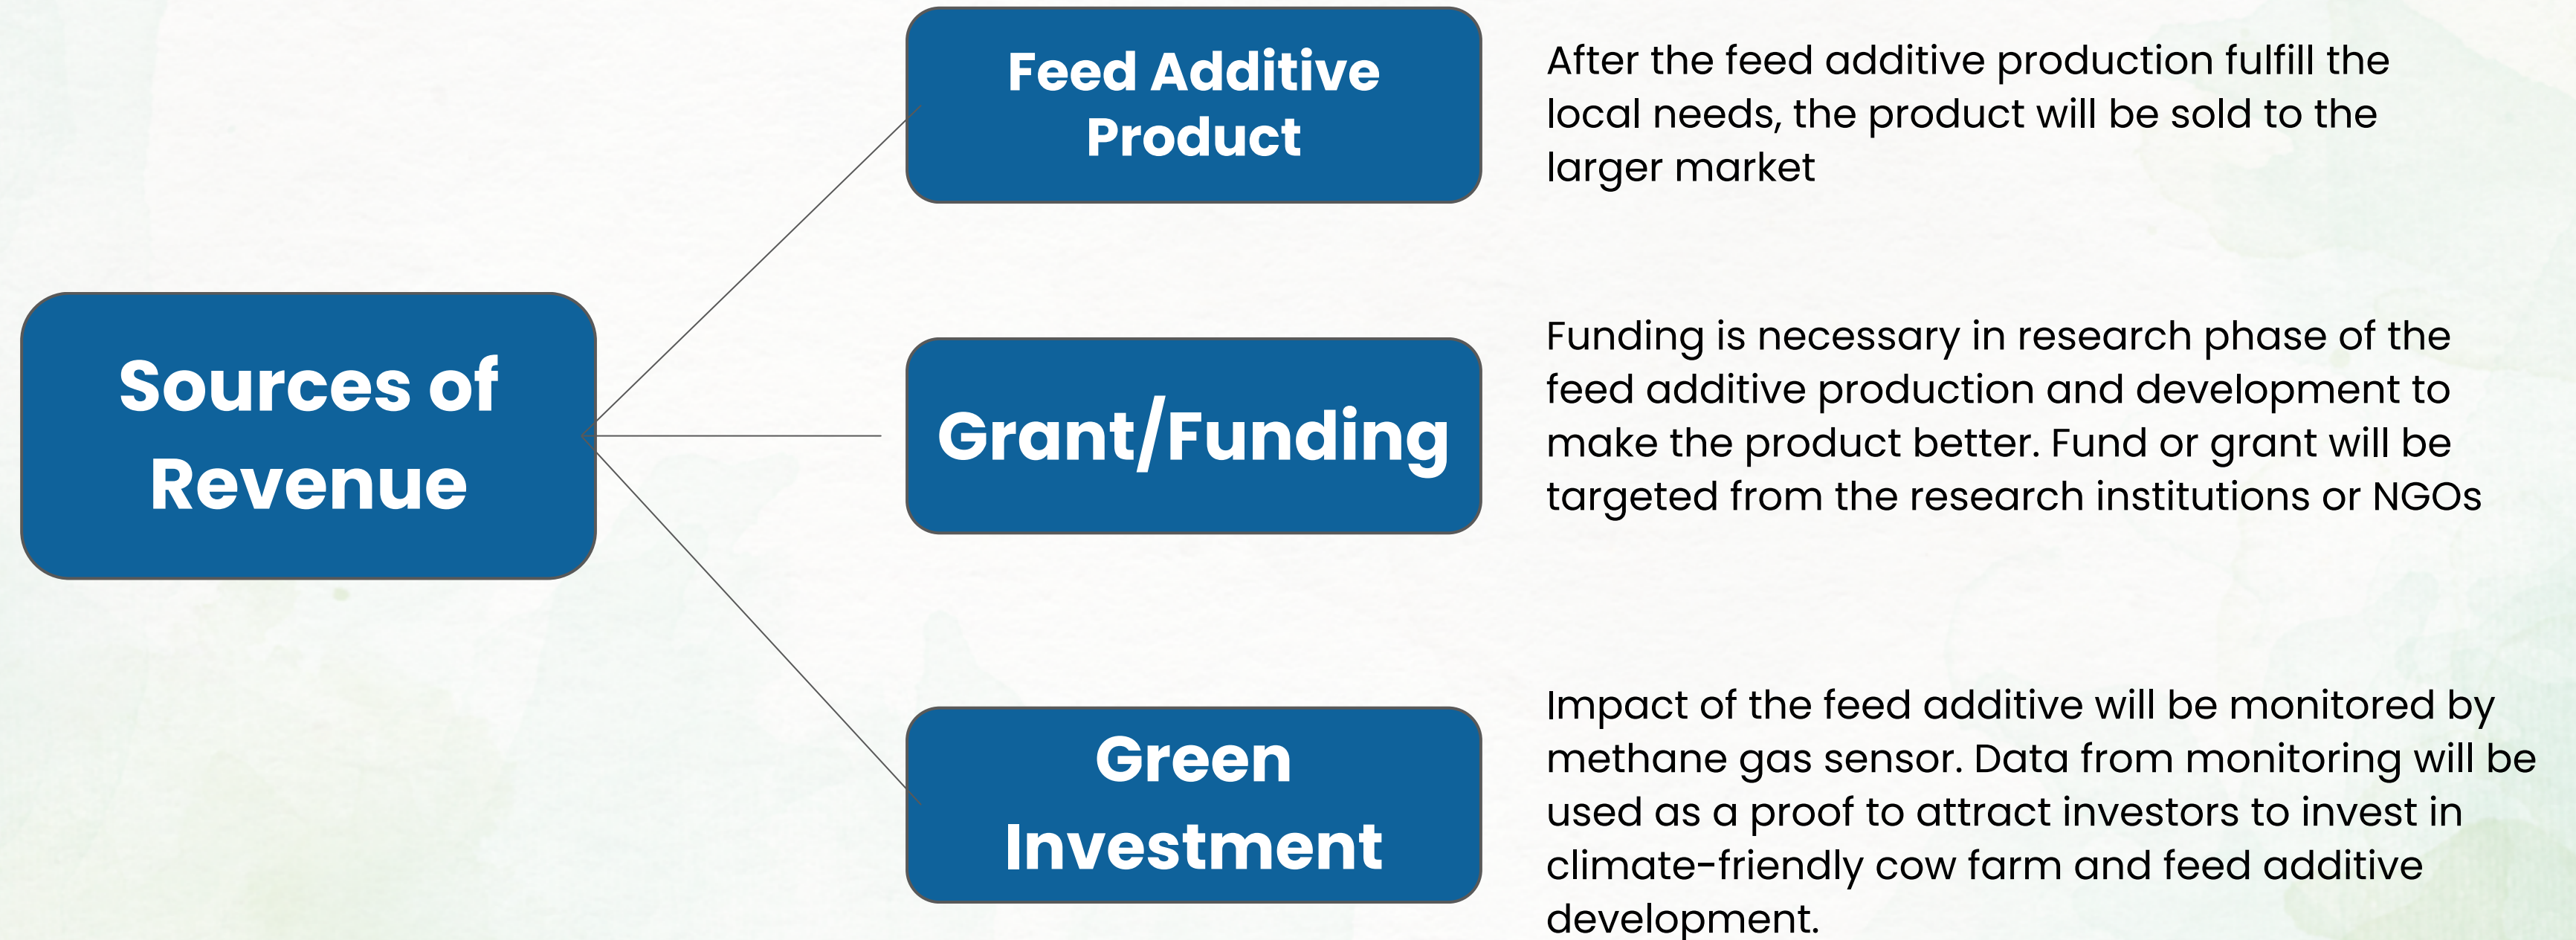 Sources of
Revenue
Feed Additive
Product
After the feed additive production fulfill the
local needs, the product will be sold to the
larger market
Grant/Funding
Funding is necessary in research phase of the
feed additive production and development to
make the product better. Fund or grant will be
targeted from the research institutions or NGOs
Green
Investment
Impact of the feed additive will be monitored by
methane gas sensor. Data from monitoring will be
used as a proof to attract investors to invest in
climate-friendly cow farm and feed additive
development.